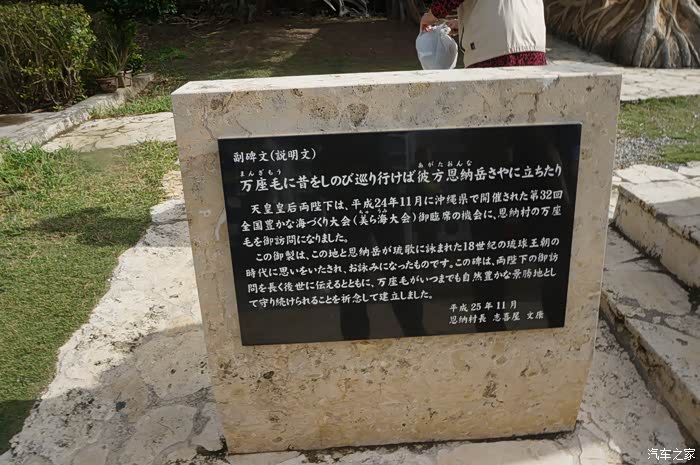 副碑文(説明文)
まんざもう
あがたおんな
万座毛に昔をしのび巡り行けば彼方恩納岳さやに立ちたり
天皇皇后両陛下は、平成24年11月に沖縄県で開催された第32回
全国豊かな海づくり大会(美ら海大会)御臨席の機会に、恩納村の万座
毛を御訪問になりました。
この御製は、この地と恩納岳が琉歌に詠まれた18世紀の琉球王朝の
時代に思いをいたされ、お詠みになったものです。この碑は、両陛下の御訪
問を長く後世に伝えるとともに、万座毛がいつまでも自然豊かな景勝地とし
て守り続けられることを祈念して建立しました。
平成25年11月
恩納村長 志喜屋 文康
汽车之家